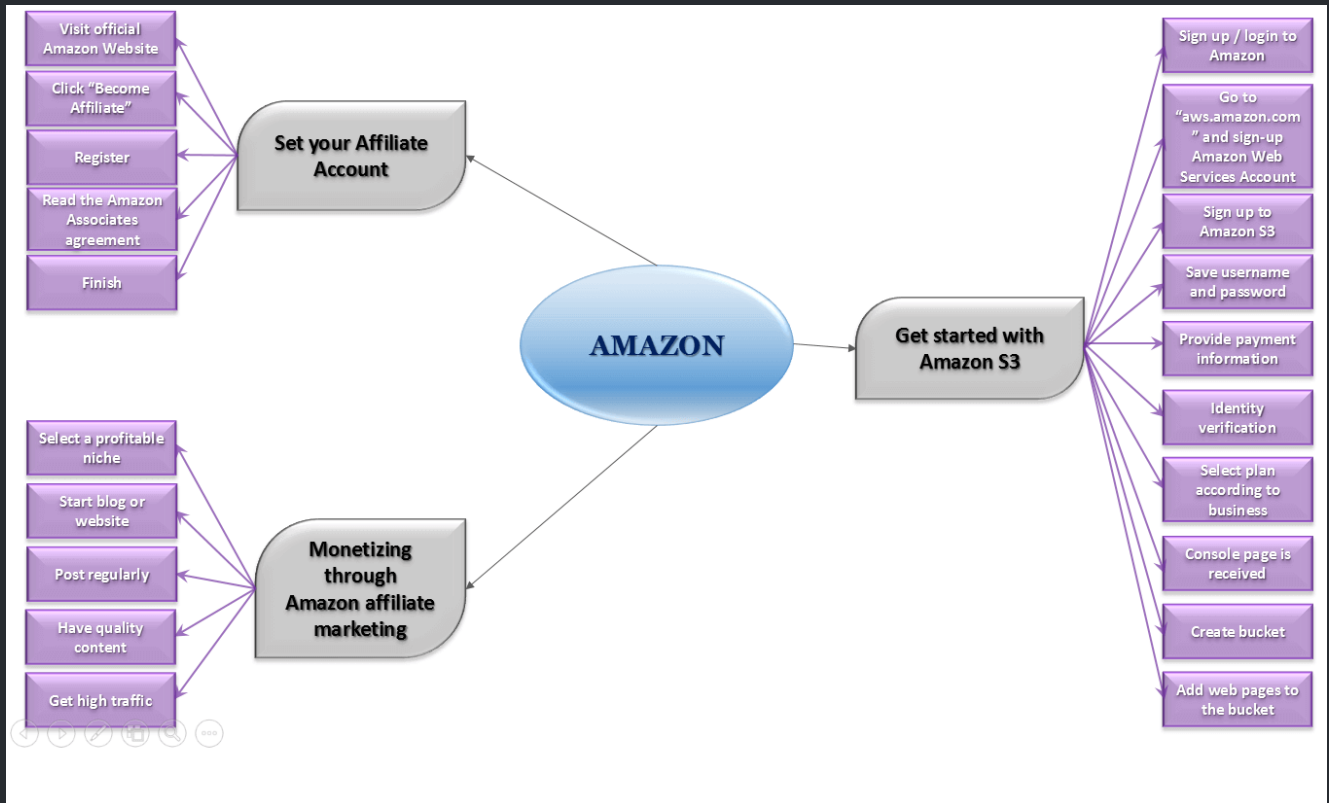 Visit official
Amazon Website
Click “Become
Affiliate”
Register
Read the Amazon
Associates
agreement
Finish
Set your Affiliate
Account
AMAZON
Select a profitable
niche
Start blog or
website
Post regularly
Have quality
content
Get high traffic
Monetizing
through
Amazon affiliate
marketing
Get started with
Amazon S3
Sign up / login to
Amazon
Go to
“aws.amazon.com
” and sign-up
Amazon Web
Services Account
Sign up to
Amazon S3
Save username
and password
Provide payment
information
Identity
verification
Select plan
according to
business
Console page is
received
Create bucket
Add web pages to
the bucket